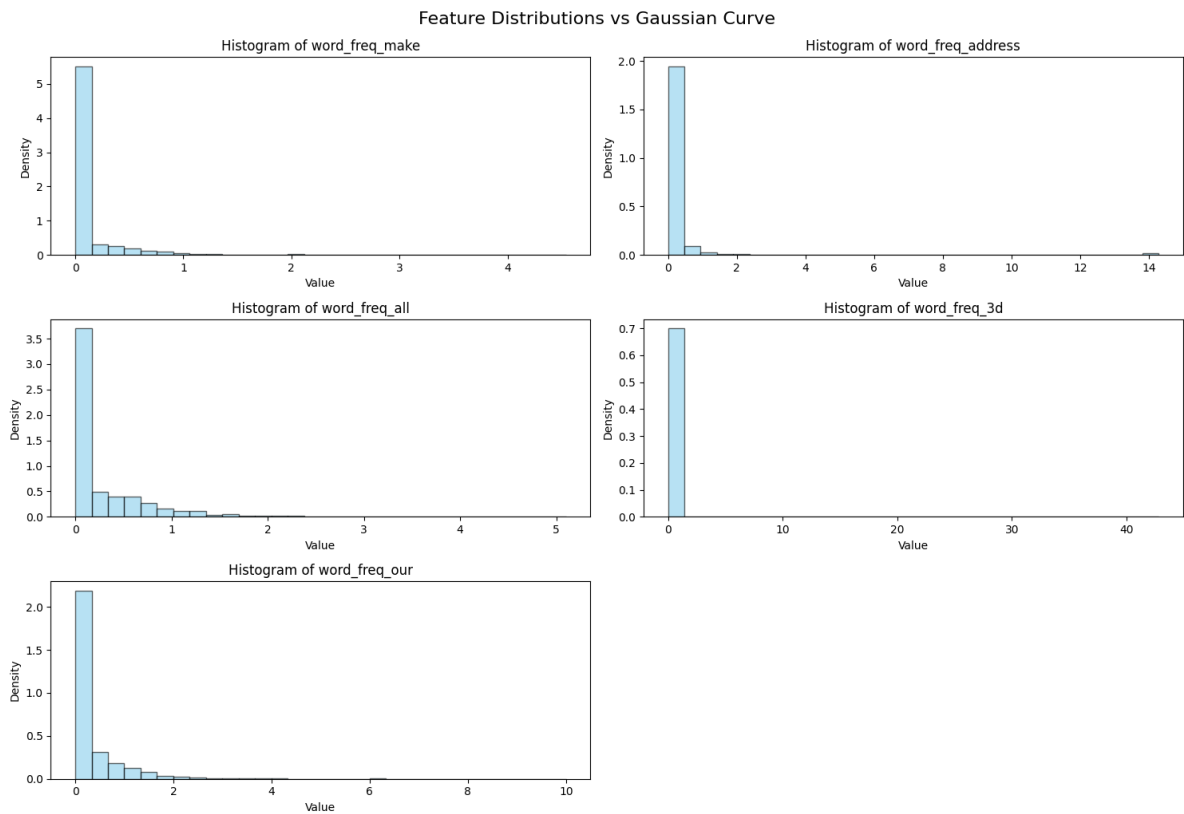 Feature Distributions vs Gaussian Curve
Histogram of word_freq_make
5
4
3
2
1
0
Density
0 1 2 3 4
Value
Histogram of word_freq_address
2.0
1.5
1.0
0.5
0.0
Density
0 2 4 6 8 10 12 14
Value
Histogram of word_freq_all
3.5
3.0
2.5
2.0
1.5
1.0
0.5
0.0
Density
0 1 2 3 4 5
Value
Histogram of word_freq_3d
0.7
0.6
0.5
0.4
0.3
0.2
0.1
0.0
Density
0 10 20 30 40
Value
Histogram of word_freq_our
2.0
1.5
1.0
0.5
0.0
Density
0 2 4 6 8 10
Value